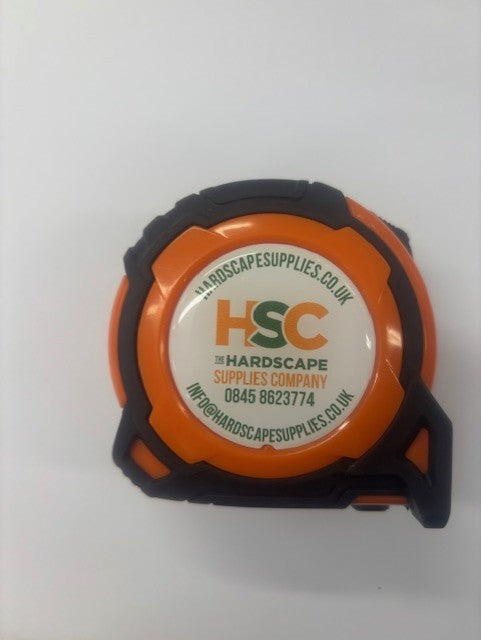 HARDSCAPESUPPLIES.CO.UK
HSC
THE HARDSCAPE
SUPPLIES COMPANY
0845 8623774
INFO@HARDSCAPESUPPLIES.CO.UK